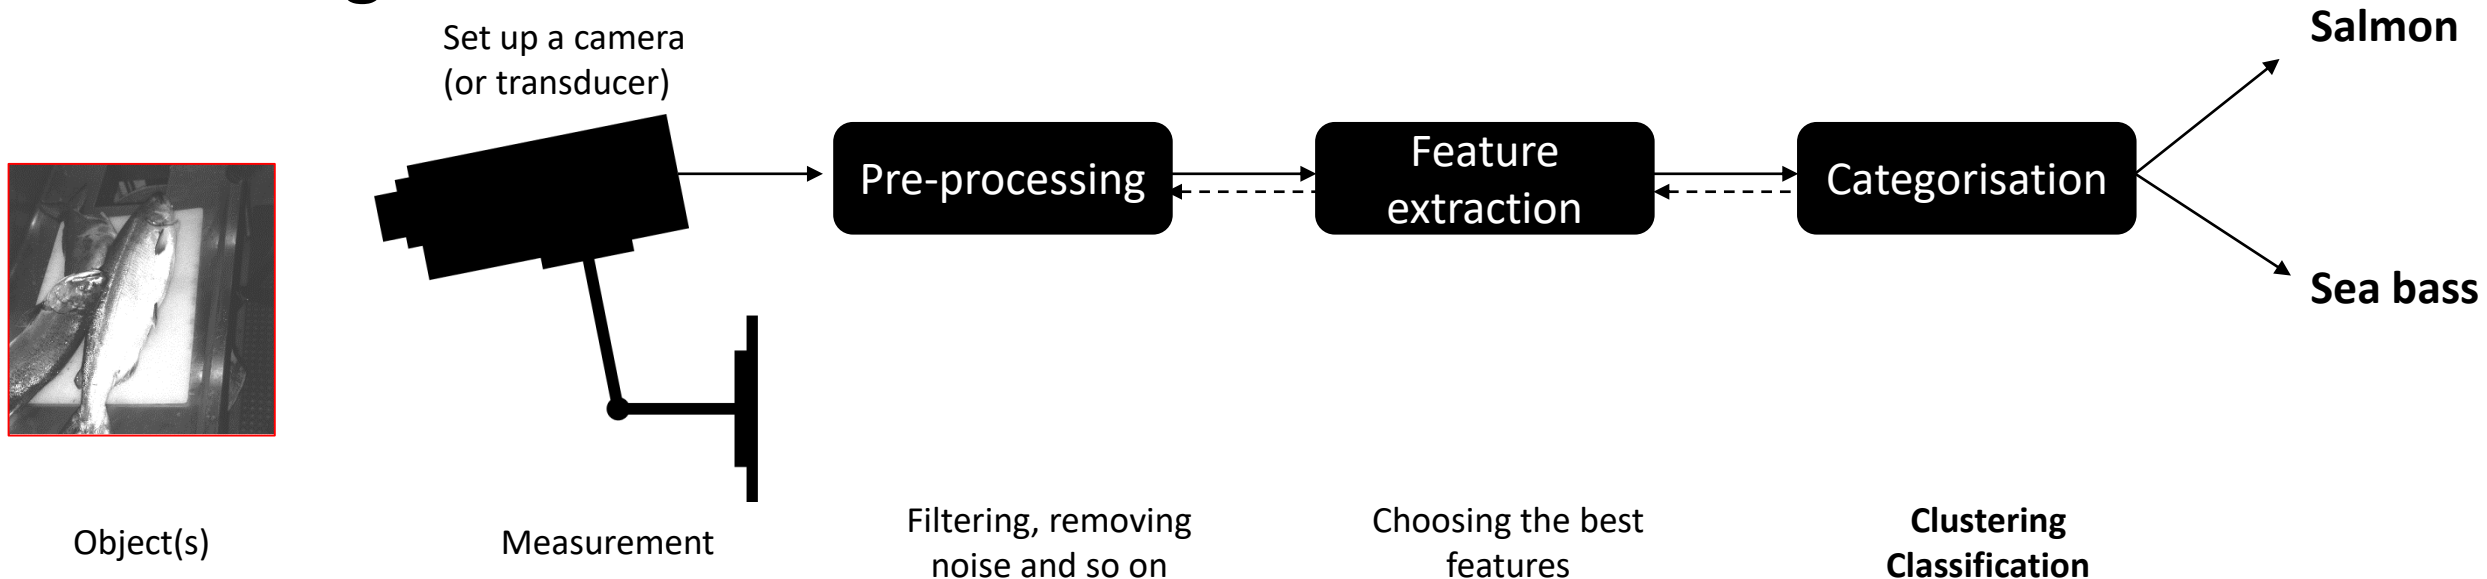 Set up a camera
(or transducer)
Pre-processing
Feature
extraction
Categorisation
Salmon
Sea bass
Object(s)
Measurement
Filtering, removing
noise and so on
Choosing the best
features
Clustering
Classification